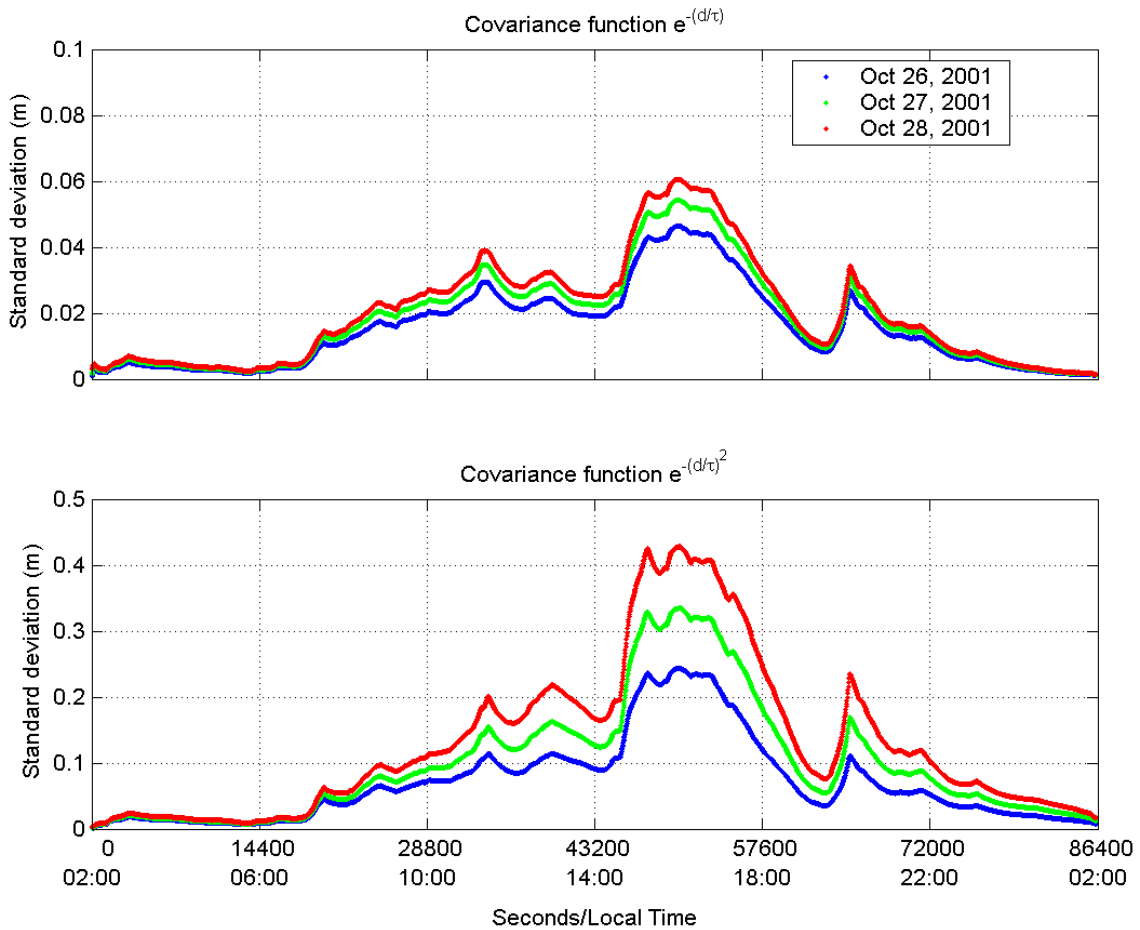 Covariance function e^-(d/τ)
0.1
0.08
0.06
0.04
0.02
0
Standard deviation (m)
Oct 26, 2001
Oct 27, 2001
Oct 28, 2001
Covariance function e^-(d/τ)^2
0.5
0.4
0.3
0.2
0.1
0
Standard deviation (m)
0 14400 28800 43200 57600 72000 86400
02:00 06:00 10:00 14:00 18:00 22:00 02:00
Seconds/Local Time